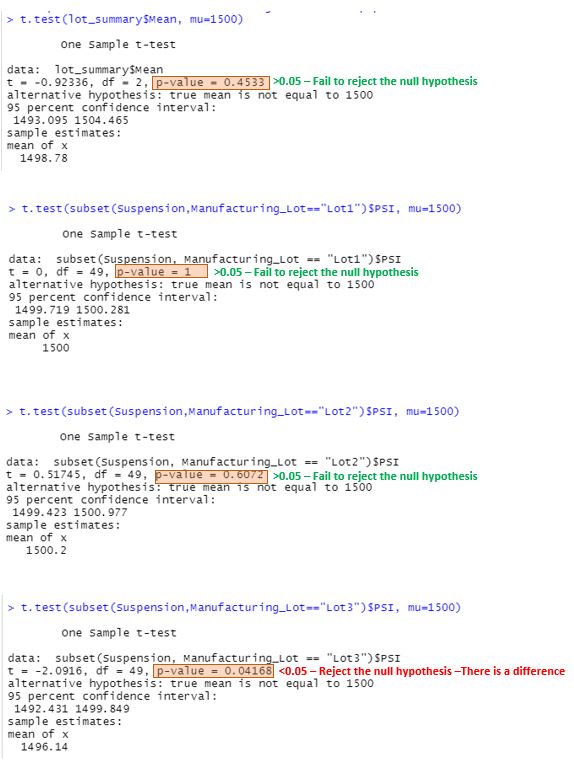 > t.test(lot_summary$Mean, mu=1500)
One Sample t-test
data: lot_summary$Mean
t = -0.92336, df = 2, p-value = 0.4533 >0.05 – Fail to reject the null hypothesis
alternative hypothesis: true mean is not equal to 1500
95 percent confidence interval:
1493.095 1504.465
sample estimates:
mean of x
1498.78
> t.test(subset(Suspension,Manufacturing_Lot=="Lot1")$PSI, mu=1500)
One Sample t-test
data: subset(Suspension, Manufacturing_Lot == "Lot1")$PSI
t = 0, df = 49, p-value = 1 >0.05 – Fail to reject the null hypothesis
alternative hypothesis: true mean is not equal to 1500
95 percent confidence interval:
1499.719 1500.281
sample estimates:
mean of x
1500
> t.test(subset(Suspension,Manufacturing_Lot=="Lot2")$PSI, mu=1500)
One Sample t-test
data: subset(Suspension, Manufacturing_Lot == "Lot2")$PSI
t = 0.51745, df = 49, p-value = 0.6072 >0.05 – Fail to reject the null hypothesis
alternative hypothesis: true mean is not equal to 1500
95 percent confidence interval:
1499.423 1500.977
sample estimates:
mean of x
1500.2
> t.test(subset(Suspension,Manufacturing_Lot=="Lot3")$PSI, mu=1500)
One Sample t-test
data: subset(Suspension, Manufacturing_Lot == "Lot3")$PSI
t = -2.0916, df = 49, p-value = 0.04168 <0.05 – Reject the null hypothesis –There is a difference
alternative hypothesis: true mean is not equal to 1500
95 percent confidence interval:
1492.431 1499.849
sample estimates:
mean of x
1496.14